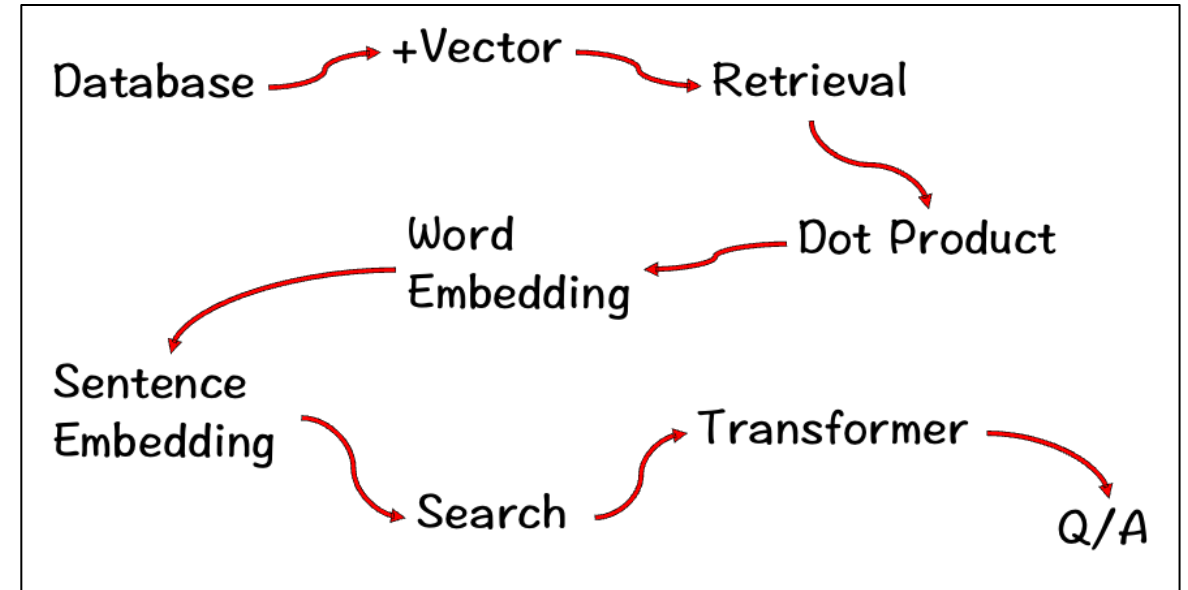 Database
+Vector
Retrieval
Dot Product
Word
Embedding
Sentence
Embedding
Search
Transformer
Q/A